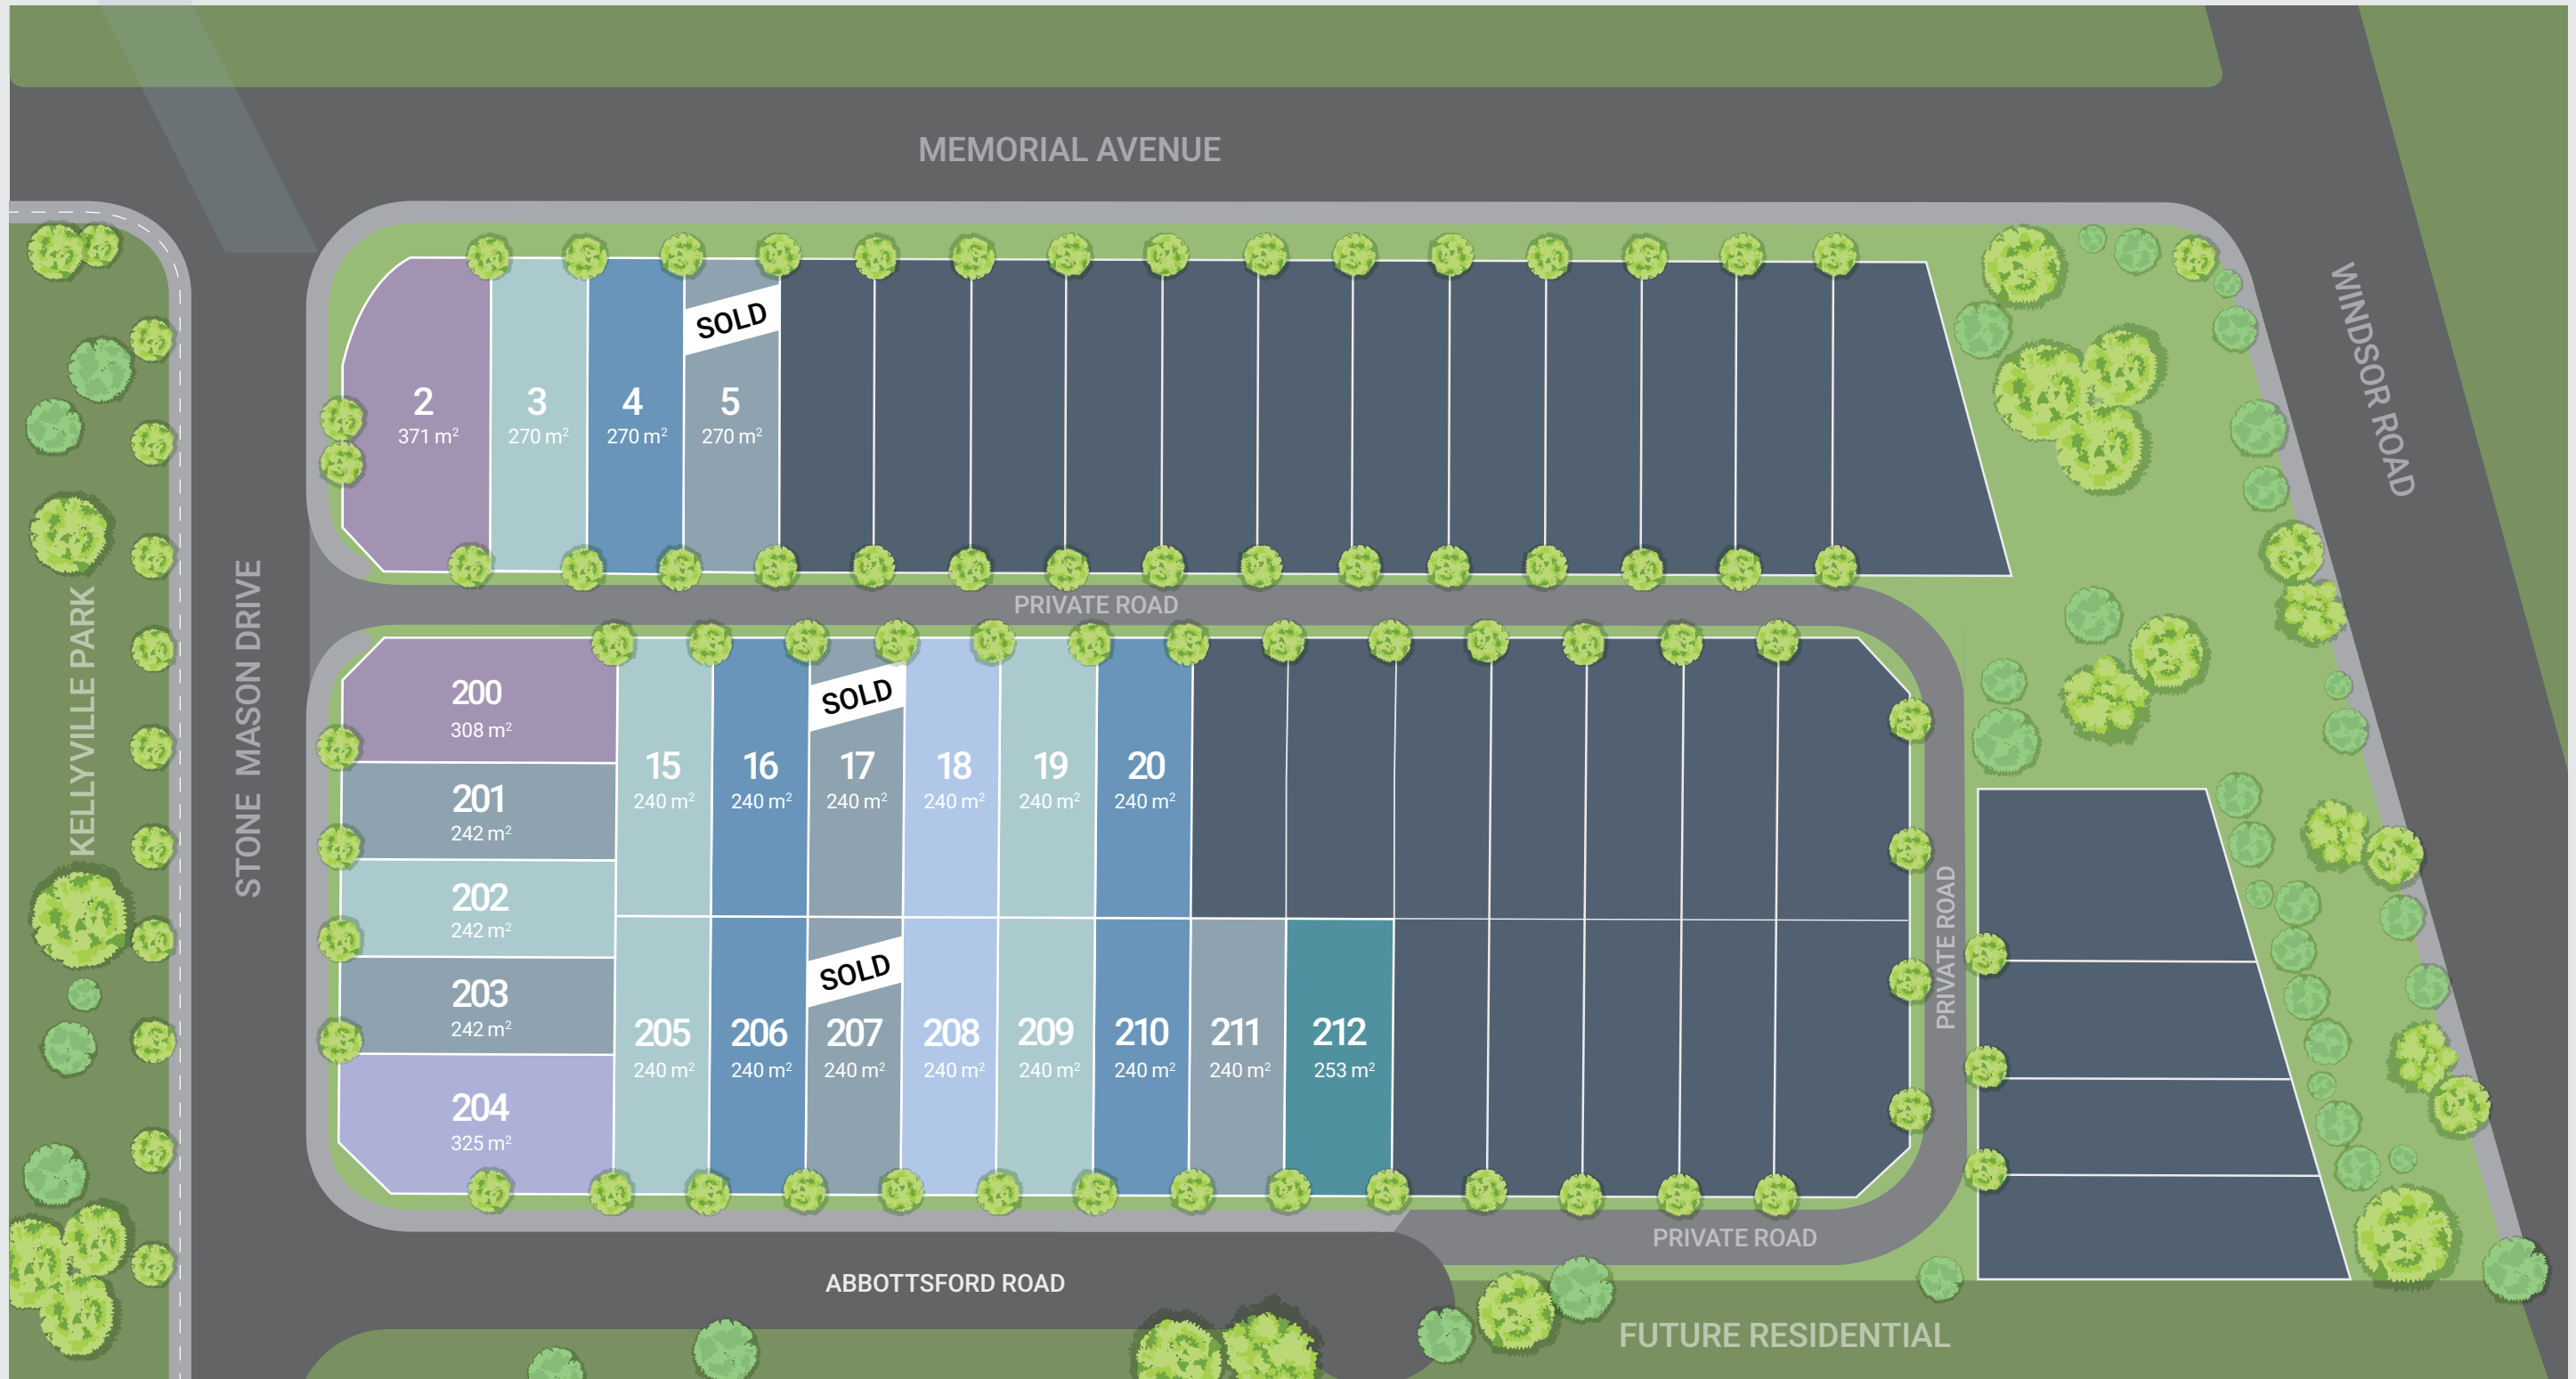 MEMORIAL AVENUE
WINDSOR ROAD
SOLD
2
371 m²
3
270 m²
4
270 m²
5
270 m²
PRIVATE ROAD
KELLYVILLE PARK
STONE MASON DRIVE
200
308 m²
201
242 m²
202
242 m²
203
242 m²
204
325 m²
15
240 m²
16
240 m²
SOLD
17
240 m²
18
240 m²
19
240 m²
20
240 m²
205
240 m²
206
240 m²
SOLD
207
240 m²
208
240 m²
209
240 m²
210
240 m²
211
240 m²
212
253 m²
PRIVATE ROAD
PRIVATE ROAD
ABBOTTSFORD ROAD
FUTURE RESIDENTIAL